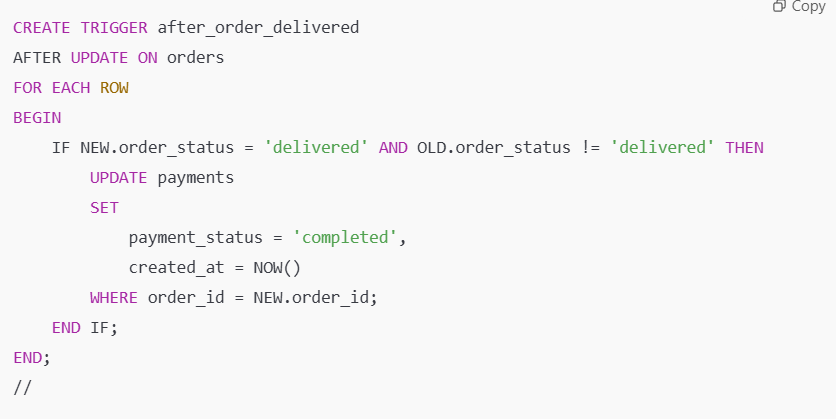 Copy
CREATE TRIGGER after_order_delivered
AFTER UPDATE ON orders
FOR EACH ROW
BEGIN
    IF NEW.order_status = 'delivered' AND OLD.order_status != 'delivered' THEN
        UPDATE payments
        SET
            payment_status = 'completed',
            created_at = NOW()
        WHERE order_id = NEW.order_id;
    END IF;
END;
//